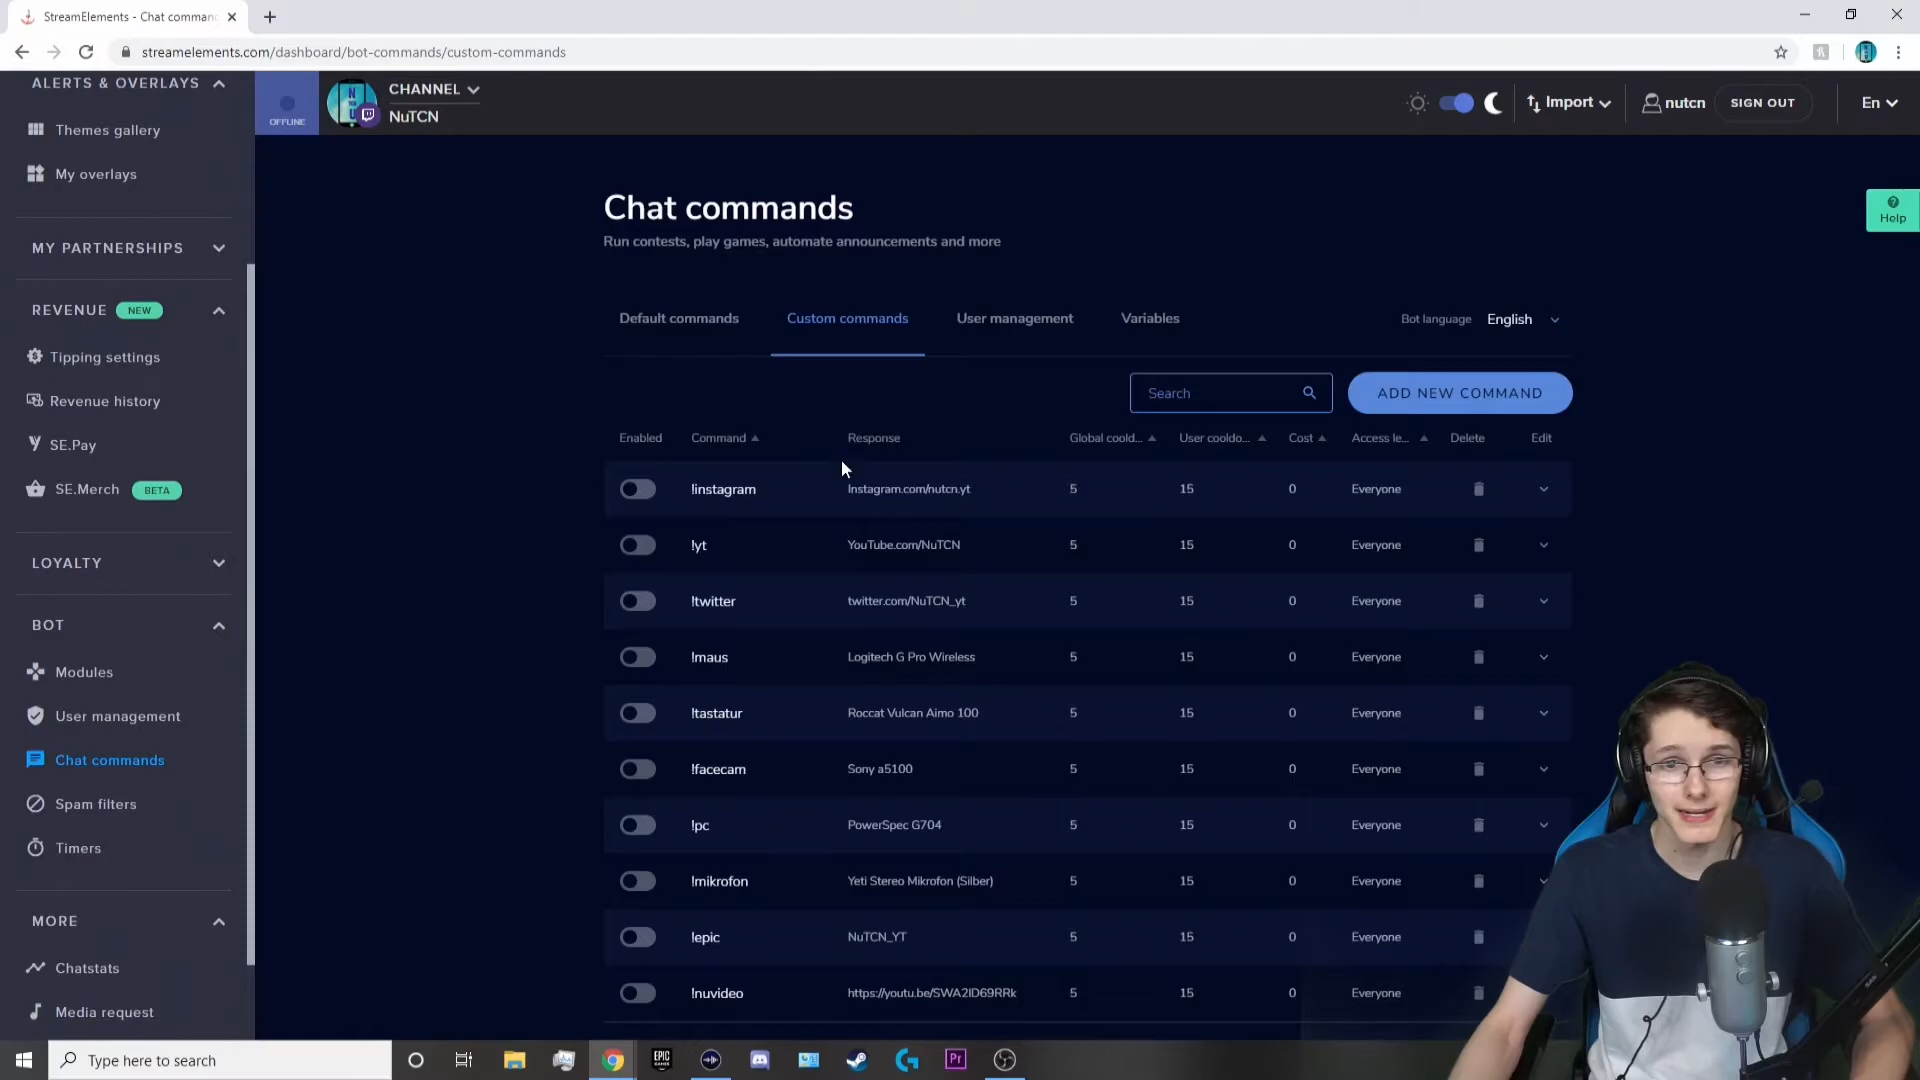 StreamElements - Chat comman
streamelements.com/dashboard/bot-commands/custom-commands
ALERTS & OVERLAYS
Themes gallery
My overlays
MY PARTNERSHIPS
REVENUE NEW
Tipping settings
Revenue history
SE.Pay
SE.Merch BETA
LOYALTY
BOT
Modules
User management
Chat commands
Spam filters
Timers
MORE
Chatstats
Media request
OFFLINE
CHANNEL
NuTCN
Import
nutcn
SIGN OUT
En
Help
Chat commands
Run contests, play games, automate announcements and more
Default commands Custom commands User management Variables Bot language English
Search ADD NEW COMMAND
Enabled Command Response Global coold... User cooldo... Cost Access le... Delete Edit
!instagram Instagram.com/nutcn.yt 5 15 0 Everyone
!yt YouTube.com/NuTCN 5 15 0 Everyone
!twitter twitter.com/NuTCN_yt 5 15 0 Everyone
!maus Logitech G Pro Wireless 5 15 0 Everyone
!tastatur Roccat Vulcan Aimo 100 5 15 0 Everyone
!facecam Sony a5100 5 15 0 Everyone
!pc PowerSpec G704 5 15 0 Everyone
!mikrofon Yeti Stereo Mikrofon (Silber) 5 15 0 Everyone
!epic NuTCN_YT 5 15 0 Everyone
!nuvideo https://youtu.be/SWA2ID69RRk 5 15 0 Everyone
Type here to search
EPIC
GAMES
Pr